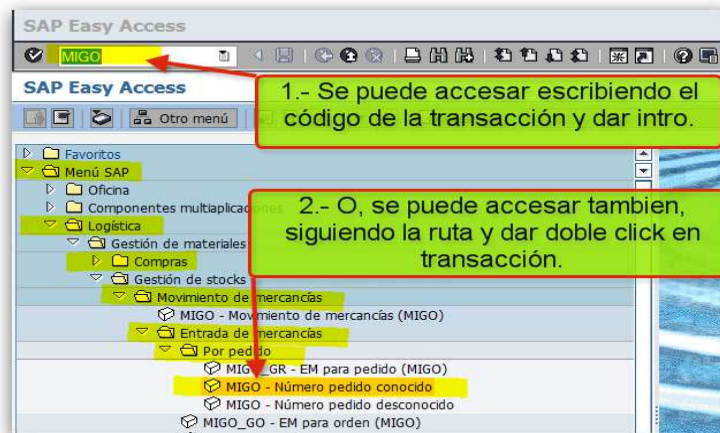 SAP Easy Access
MIGO
SAP Easy Access
1.- Se puede accesar escribiendo el
código de la transacción y dar intro.
Otro menú
Favoritos
Menú SAP
Oficina
Componentes multiaplicaciones
2.- O, se puede accesar tambien,
siguiendo la ruta y dar doble click en
transacción.
Logística
Gestión de materiales
Compras
Gestión de stocks
Movimiento de mercancías
MIGO - Movimiento de mercancías (MIGO)
Entrada de mercancías
Por pedido
MIGO_GR - EM para pedido (MIGO)
MIGO - Número pedido conocido
MIGO - Número pedido desconocido
MIGO_GO - EM para orden (MIGO)